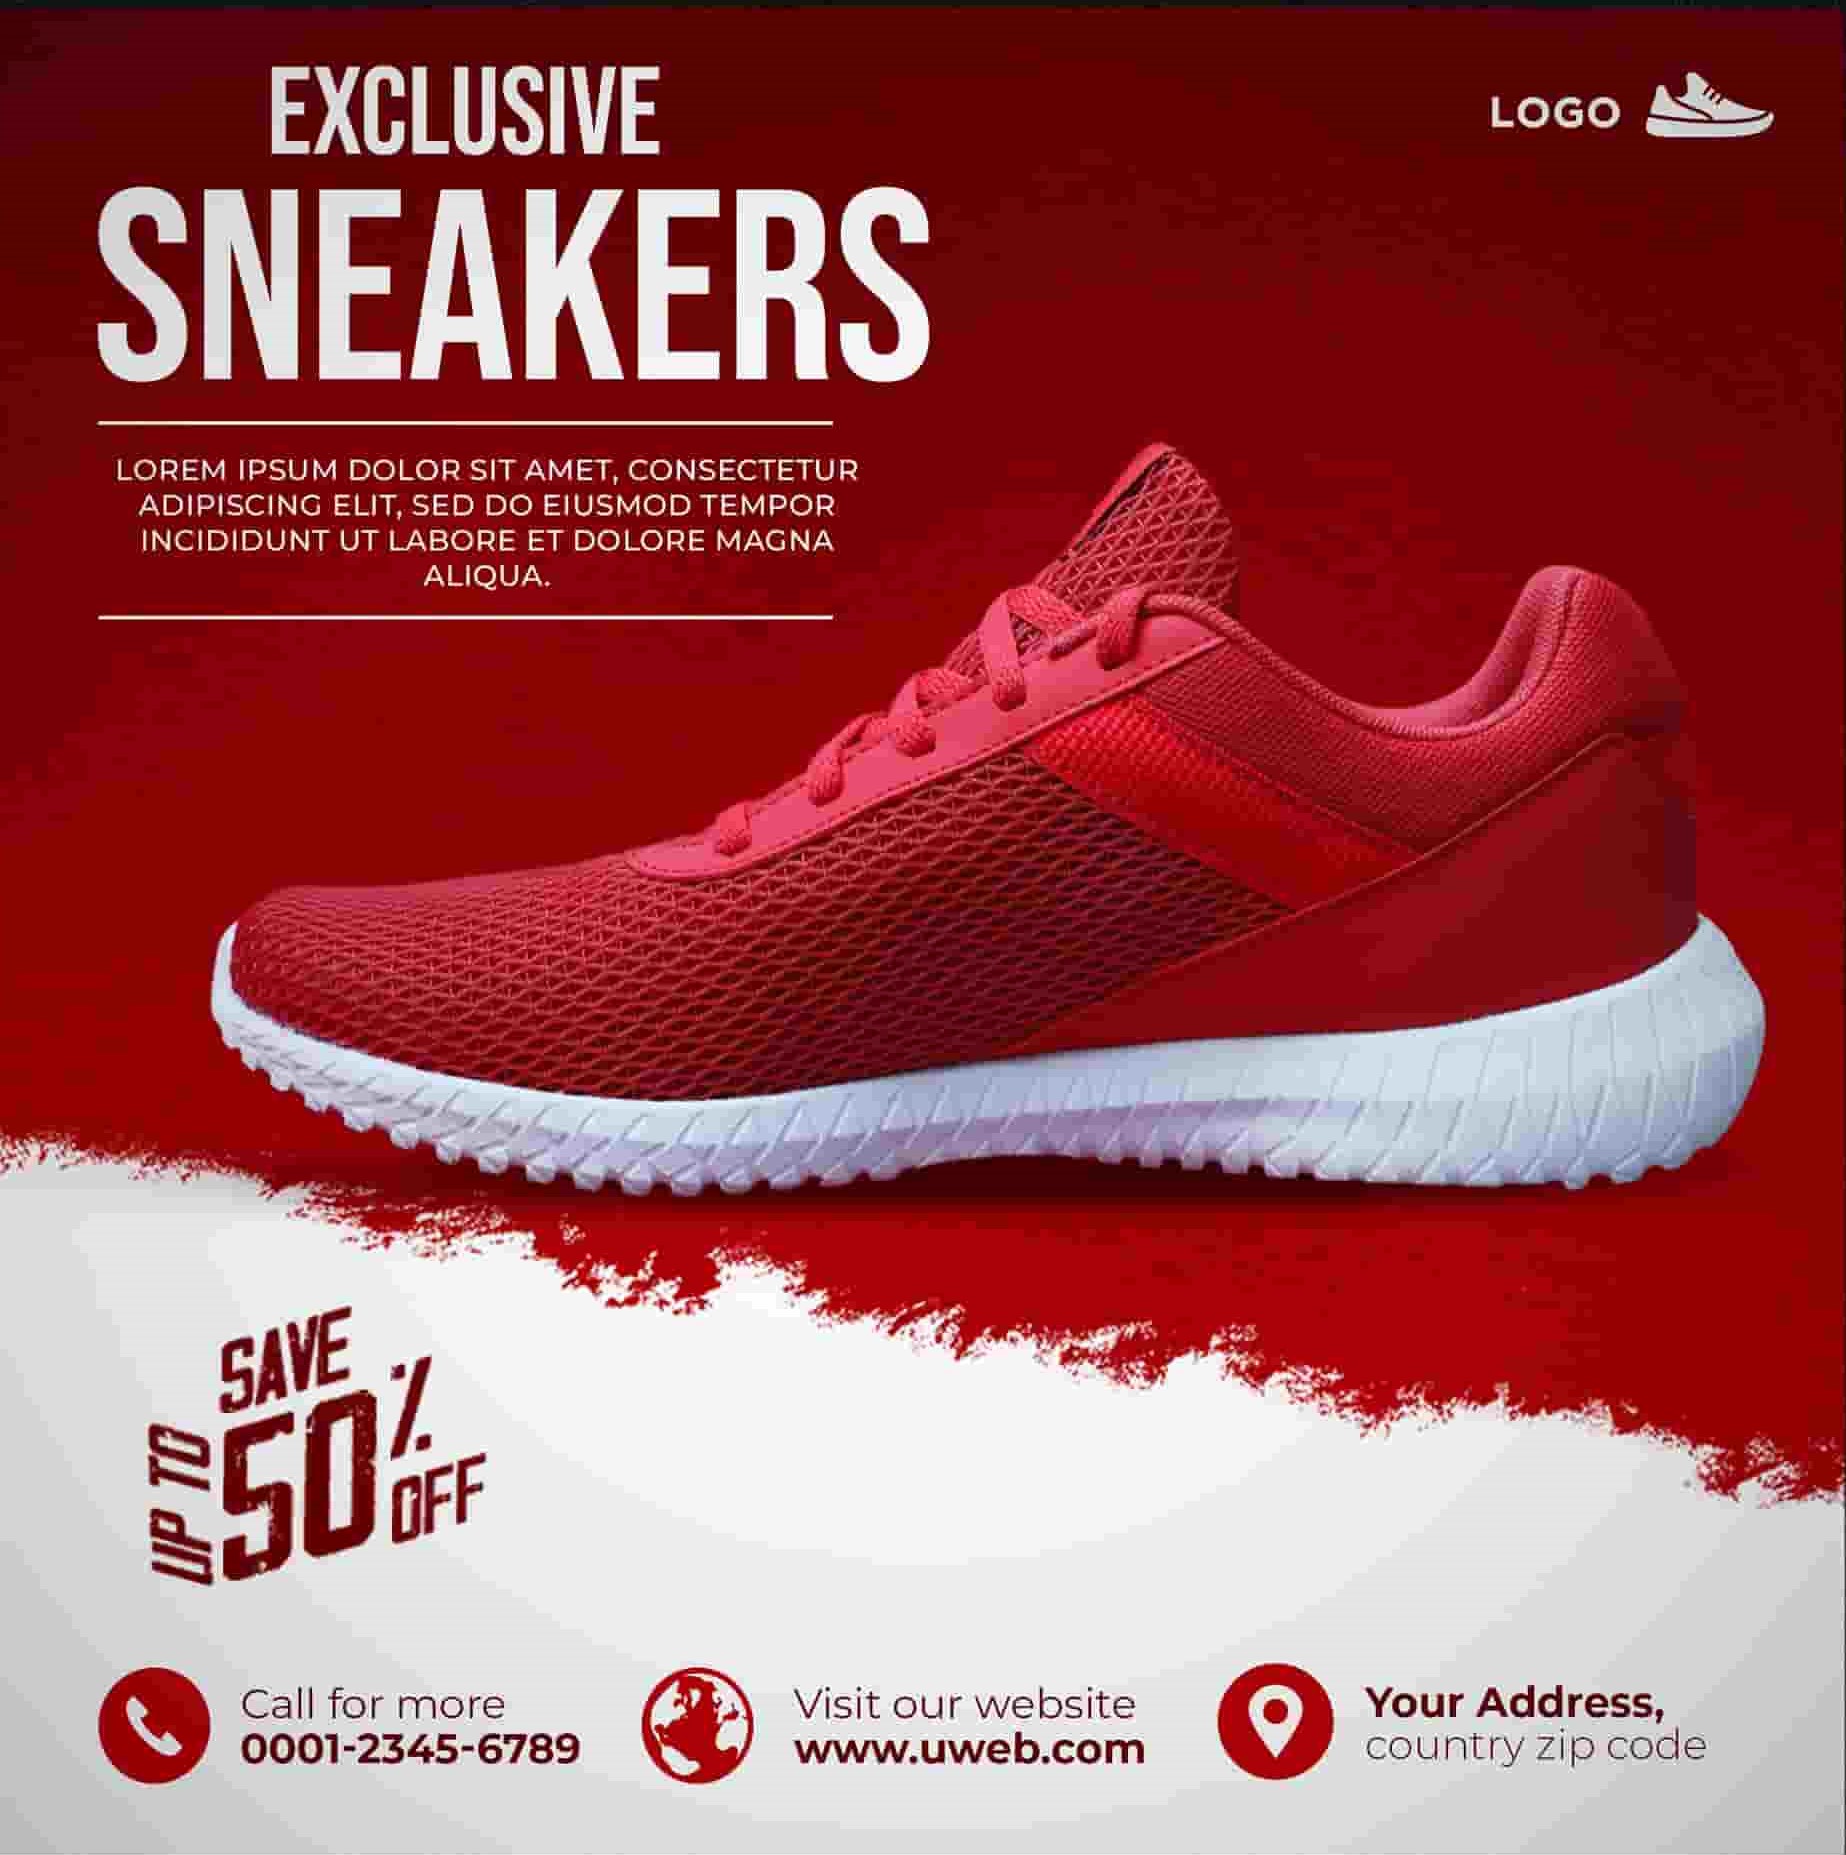 EXCLUSIVE
SNEAKERS
LOGO
LOREM IPSUM DOLOR SIT AMET, CONSECTETUR
ADIPISCING ELIT, SED DO EIUSMOD TEMPOR
INCIDIDUNT UT LABORE ET DOLORE MAGNA
ALIQUA.
SAVE
UP TO
50%
OFF
Call for more
0001-2345-6789
Visit our website
www.uweb.com
Your Address,
country zip code